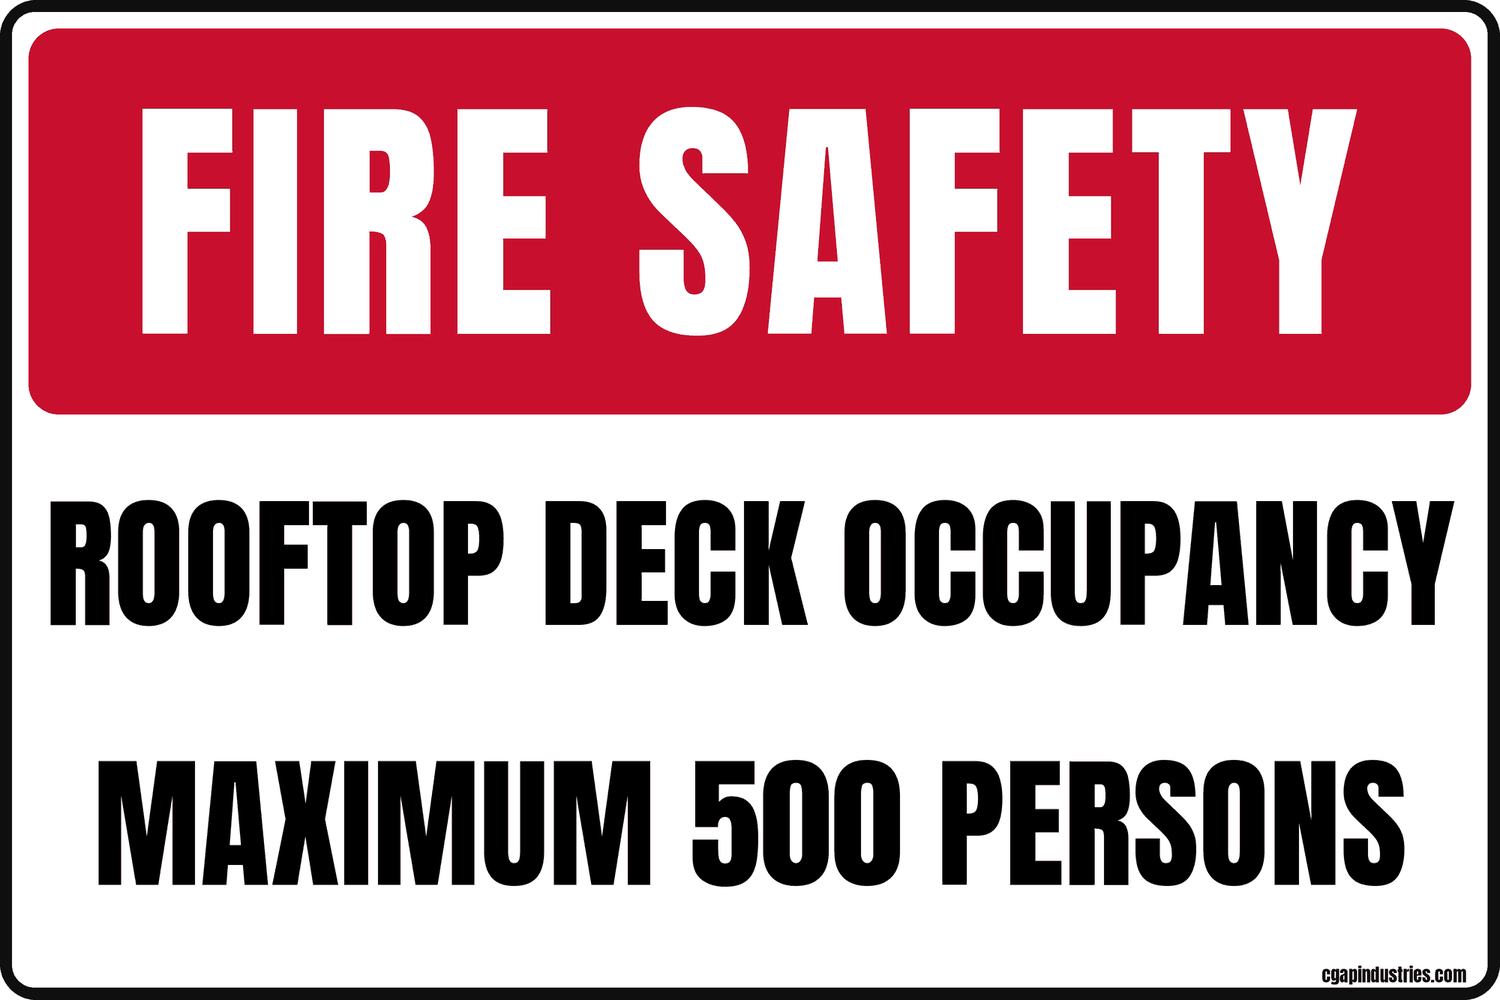 FIRE SAFETY
ROOFTOP DECK OCCUPANCY
MAXIMUM 500 PERSONS
cgapindustries.com